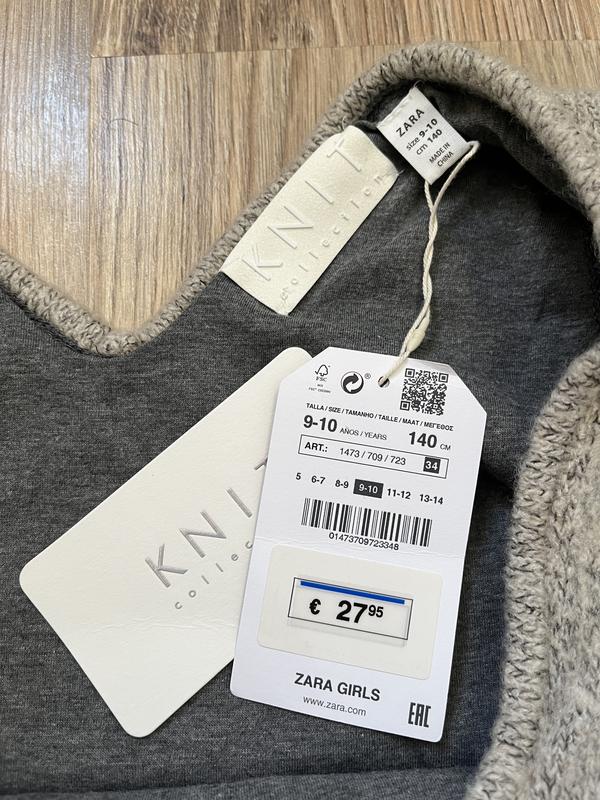 ZARA
size 9-10
cm 140
MADE IN
CHINA
KNIT
collection
FSC
TALLA / SIZE / TAMANHO / TAILLE / MAAT / ΜΕΓΕΘΟΣ
9-10 AÑOS / YEARS 140 CM
ART.: 1473 / 709 / 723 34
5 6-7 8-9 9-10 11-12 13-14
01473709723348
€ 27 95
ZARA GIRLS
www.zara.com
EAC
KNIT
collec